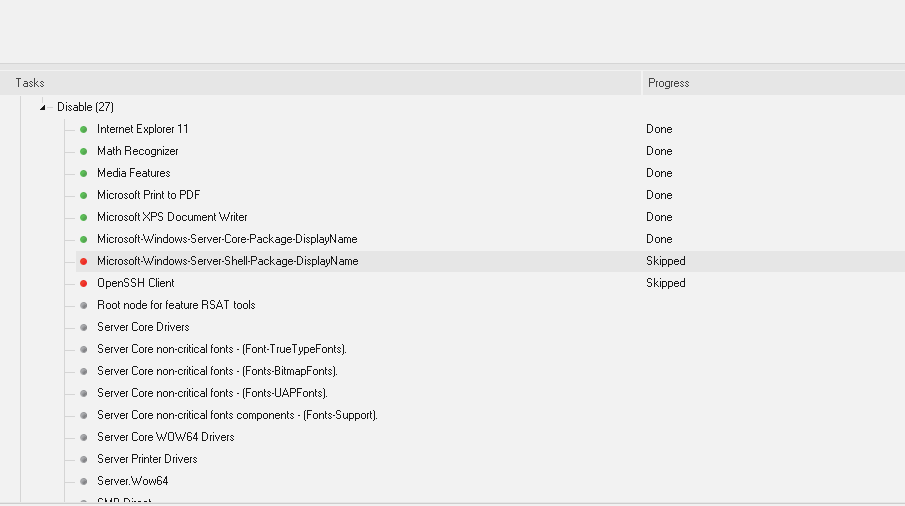 Tasks Progress
Disable (27)
Internet Explorer 11 Done
Math Recognizer Done
Media Features Done
Microsoft Print to PDF Done
Microsoft XPS Document Writer Done
Microsoft-Windows-Server-Core-Package-DisplayName Done
Microsoft-Windows-Server-Shell-Package-DisplayName Skipped
OpenSSH Client Skipped
Root node for feature RSAT tools
Server Core Drivers
Server Core non-critical fonts - (Font-TrueTypeFonts).
Server Core non-critical fonts - (Fonts-BitmapFonts).
Server Core non-critical fonts - (Fonts-UAPFonts).
Server Core non-critical fonts components - (Fonts-Support).
Server Core WOW64 Drivers
Server Printer Drivers
Server.Wow64
SMB Direct